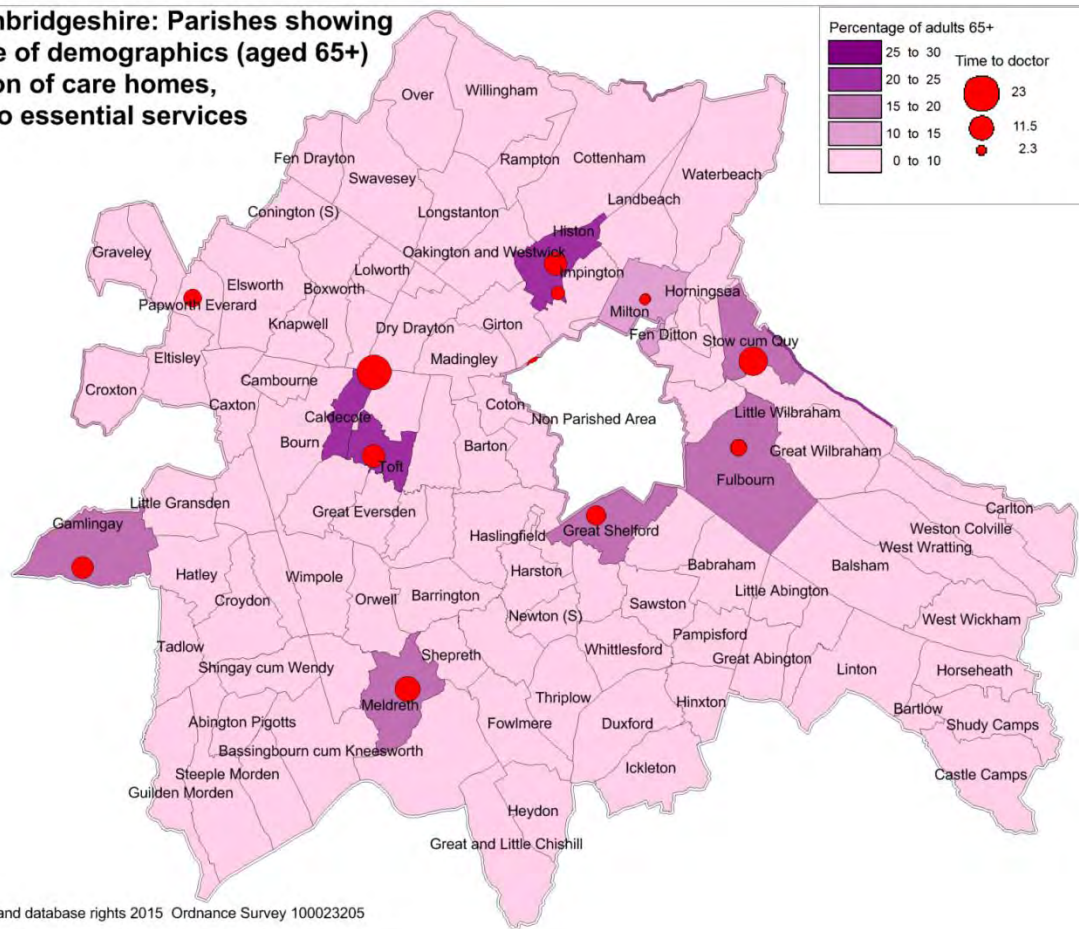 mbridgeshire: Parishes showing
e of demographics (aged 65+)
on of care homes,
o essential services
Percentage of adults 65+
25 to 30
20 to 25
15 to 20
10 to 15
0 to 10
Time to doctor
23
11.5
2.3
Over
Willingham
Fen Drayton
Rampton
Cottenham
Swavesey
Waterbeach
Landbeach
Conington (S)
Longstanton
Histon
Graveley
Oakington and Westwick
Lolworth
Impington
Elsworth
Boxworth
Horningsea
Papworth Everard
Milton
Knapwell
Dry Drayton
Girton
Fen Ditton
Stow cum Quy
Eltisley
Madingley
Croxton
Cambourne
Caxton
Coton
Caldecote
Non Parished Area
Little Wilbraham
Bourn
Barton
Great Wilbraham
Toft
Fulbourn
Little Gransden
Great Eversden
Carlton
Gamlingay
Weston Colville
Haslingfield
Great Shelford
West Wratting
Hatley
Wimpole
Harston
Babraham
Balsham
Croydon
Orwell
Barrington
Little Abington
Newton (S)
Sawston
West Wickham
Tadlow
Pampisford
Shepreth
Whittlesford
Great Abington
Shingay cum Wendy
Linton
Horseheath
Thriplow
Hinxton
Meldreth
Bartlow
Abington Pigotts
Fowlmere
Duxford
Shudy Camps
Bassingbourn cum Kneesworth
Ickleton
Steeple Morden
Castle Camps
Guilden Morden
Heydon
Great and Little Chishill
and database rights 2015 Ordnance Survey 100023205